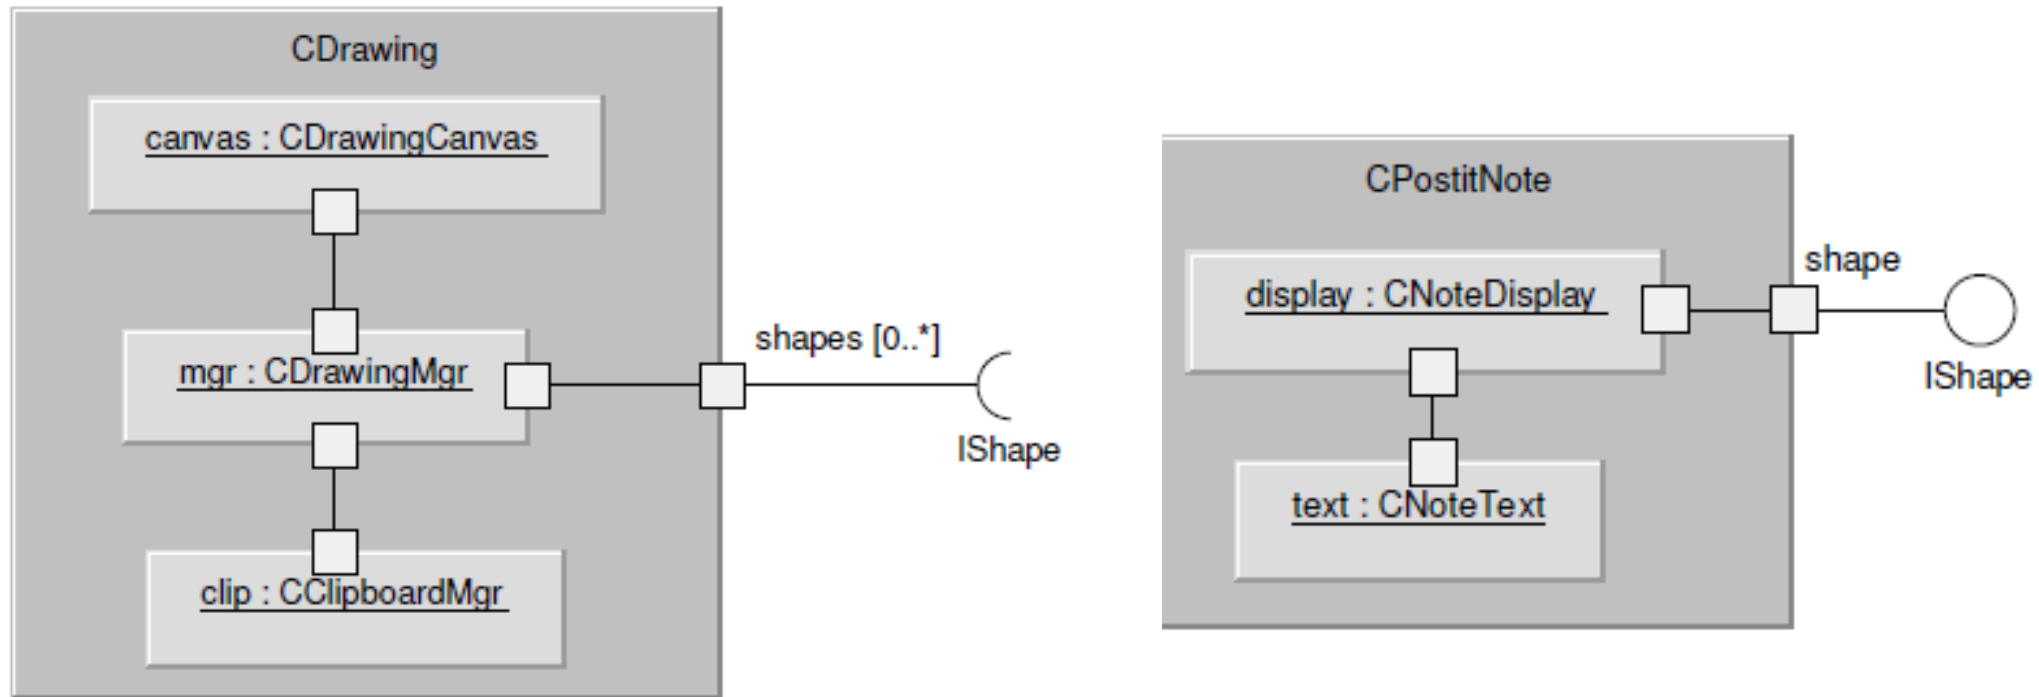 CDrawing
canvas : CDrawingCanvas
mgr : CDrawingMgr
clip : CClipboardMgr
shapes [0..*]
IShape
CPostitNote
display : CNoteDisplay
text : CNoteText
shape
IShape